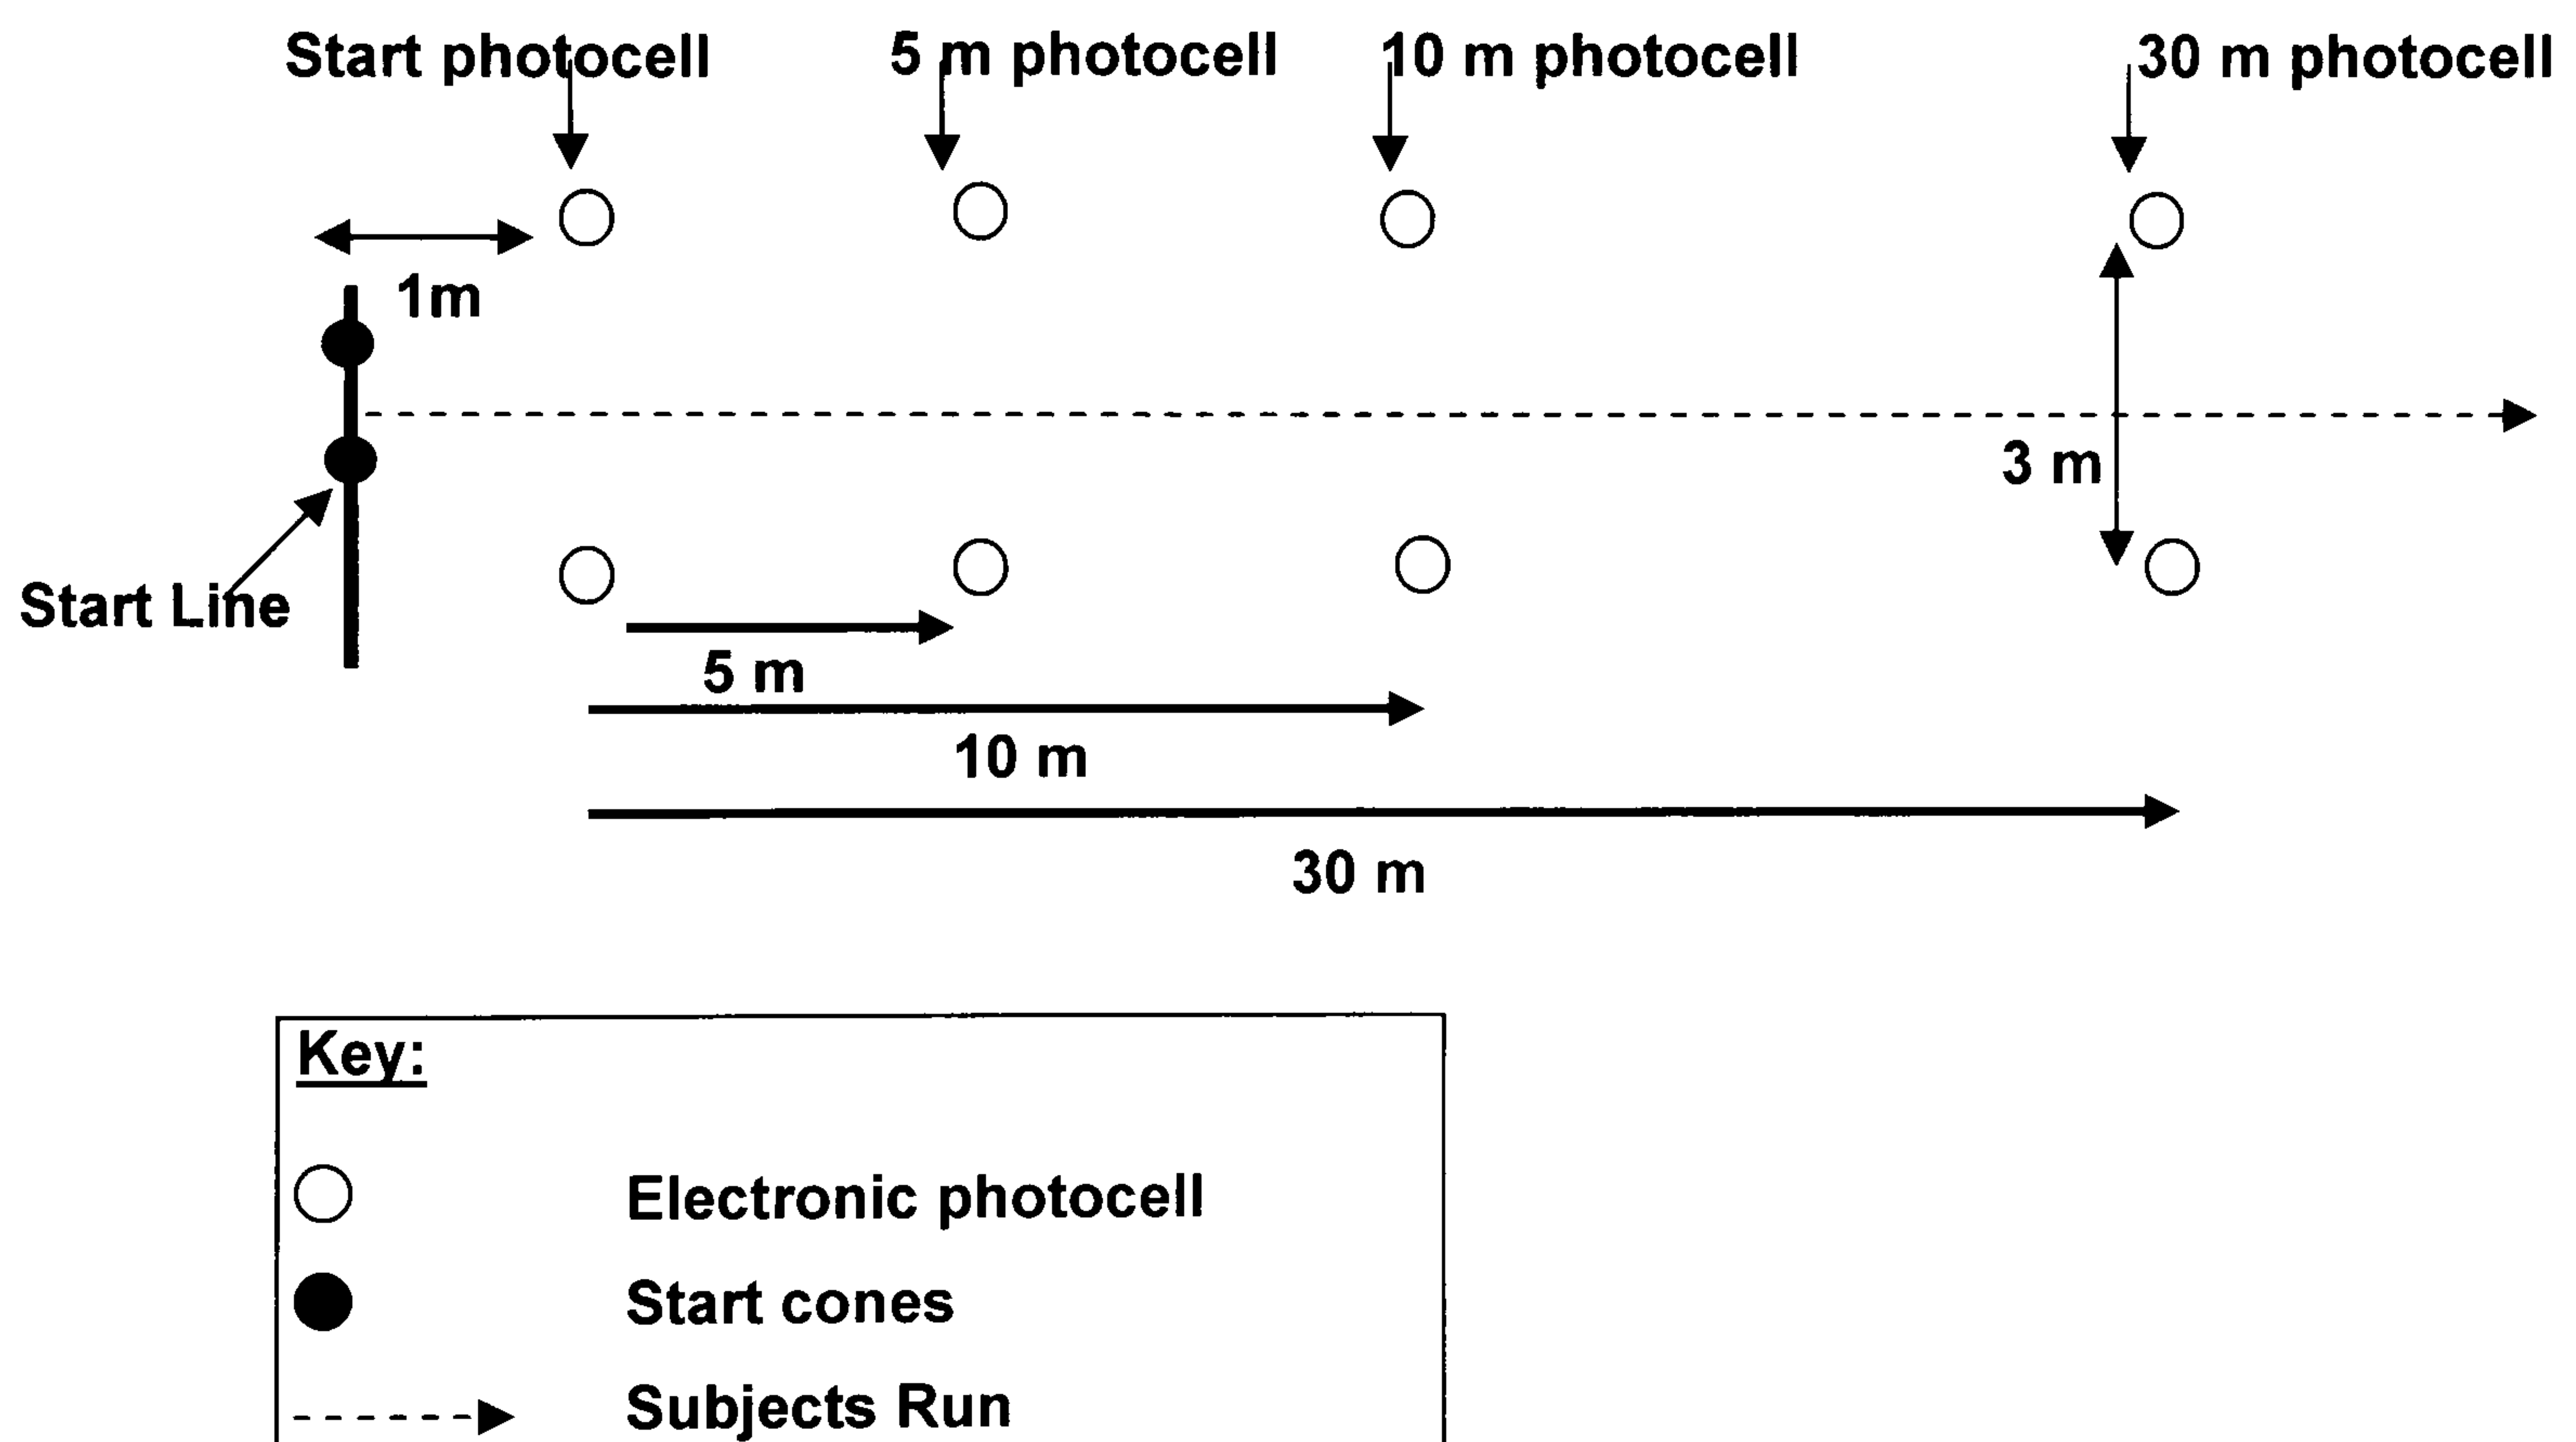 Start photocell
5 m photocell
10 m photocell
30 m photocell
1m
3 m
Start Line
5 m
10 m
30 m
Key:
Electronic photocell
Start cones
Subjects Run